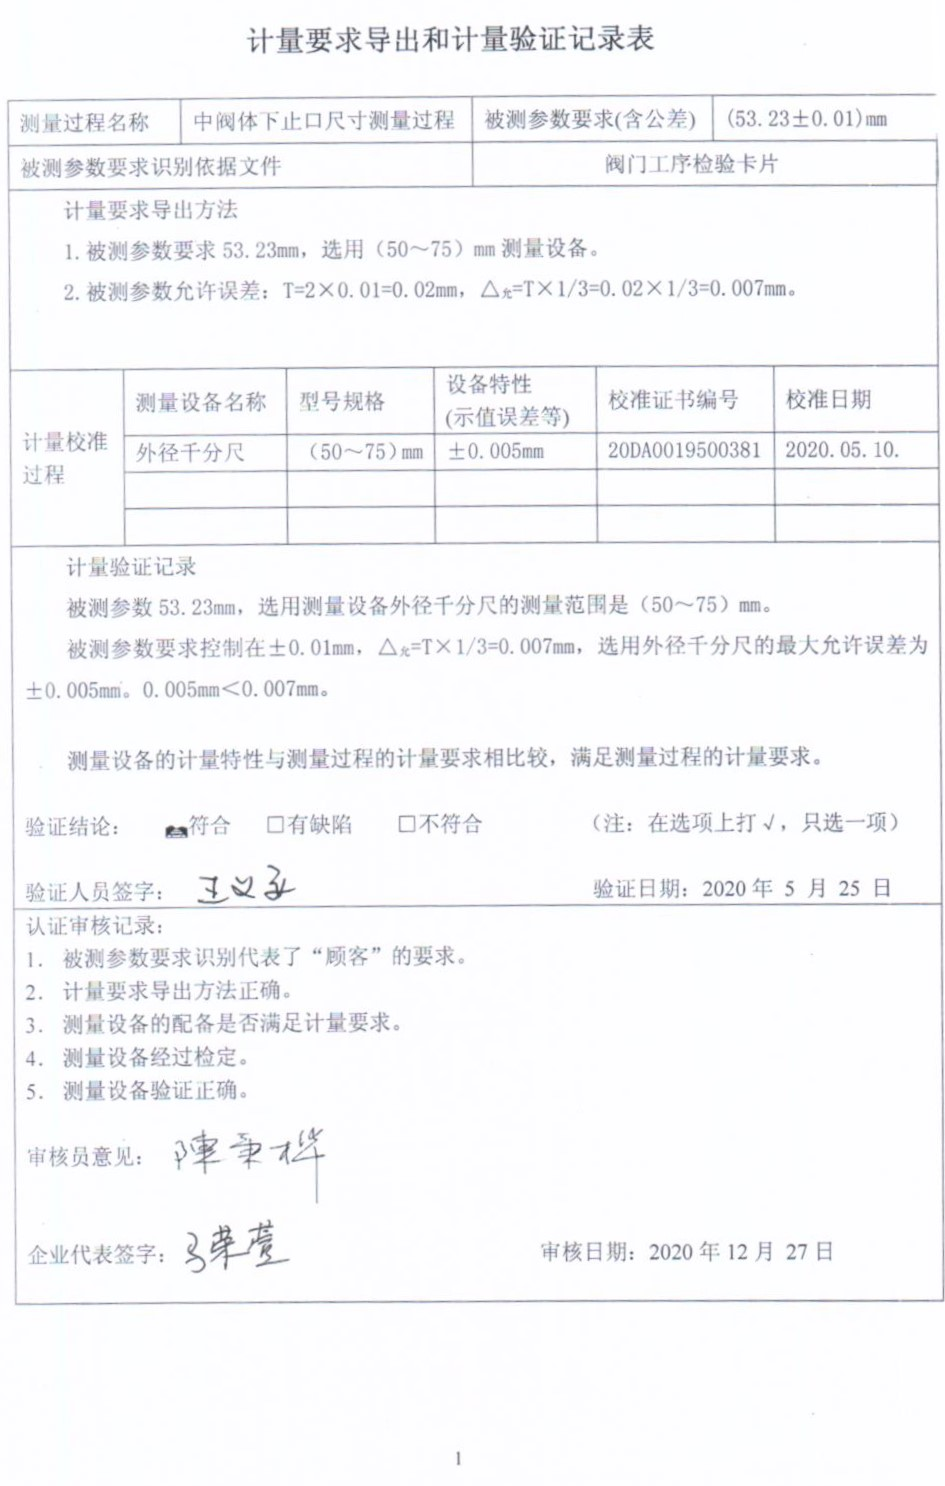 计量要求导出和计量验证记录表
测量过程名称 中阀体下止口尺寸测量过程 被测参数要求(含公差) (53.23±0.01)mm
被测参数要求识别依据文件 阀门工序检验卡片
计量要求导出方法
1. 被测参数要求 53.23mm，选用（50～75）mm 测量设备。
2. 被测参数允许误差：T=2×0.01=0.02mm，△允=T×1/3=0.02×1/3=0.007mm。
计量校准过程
测量设备名称 型号规格 设备特性(示值误差等) 校准证书编号 校准日期
外径千分尺 （50～75）mm ±0.005mm 20DA0019500381 2020.05.10.
计量验证记录
被测参数 53.23mm，选用测量设备外径千分尺的测量范围是（50～75）mm。
被测参数要求控制在±0.01mm，△允=T×1/3=0.007mm，选用外径千分尺的最大允许误差为
±0.005mm。0.005mm＜0.007mm。
测量设备的计量特性与测量过程的计量要求相比较，满足测量过程的计量要求。
验证结论： 符合 □有缺陷 □不符合 （注：在选项上打√，只选一项）
验证人员签字： 验证日期：2020 年 5 月 25 日
认证审核记录：
1. 被测参数要求识别代表了“顾客”的要求。
2. 计量要求导出方法正确。
3. 测量设备的配备是否满足计量要求。
4. 测量设备经过检定。
5. 测量设备验证正确。
审核员意见： 陳秉桦
企业代表签字： 审核日期：2020 年 12 月 27 日
1